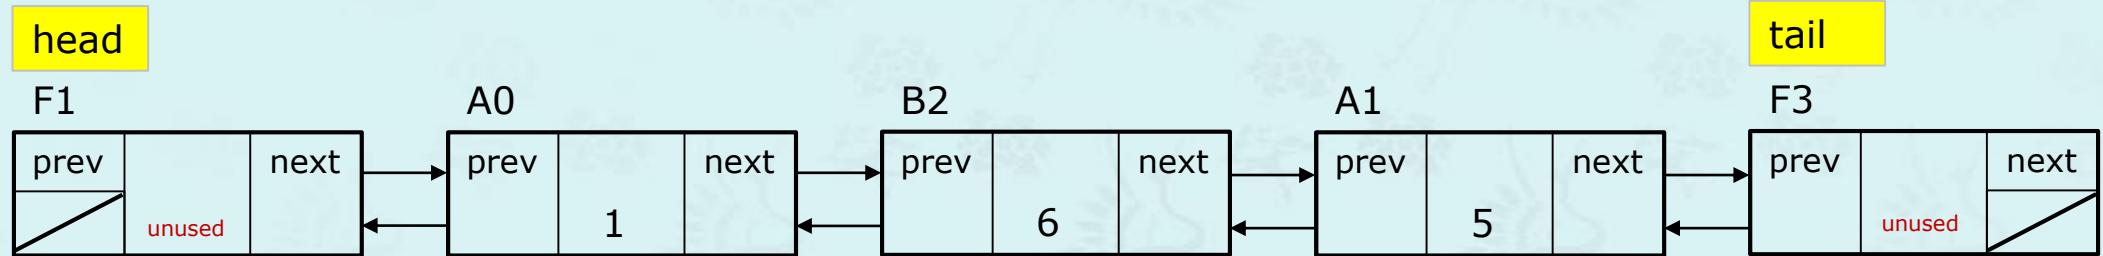 head
tail
F1 A0 B2 A1 F3
prev next prev next prev next prev next prev next
unused 1 6 5 unused